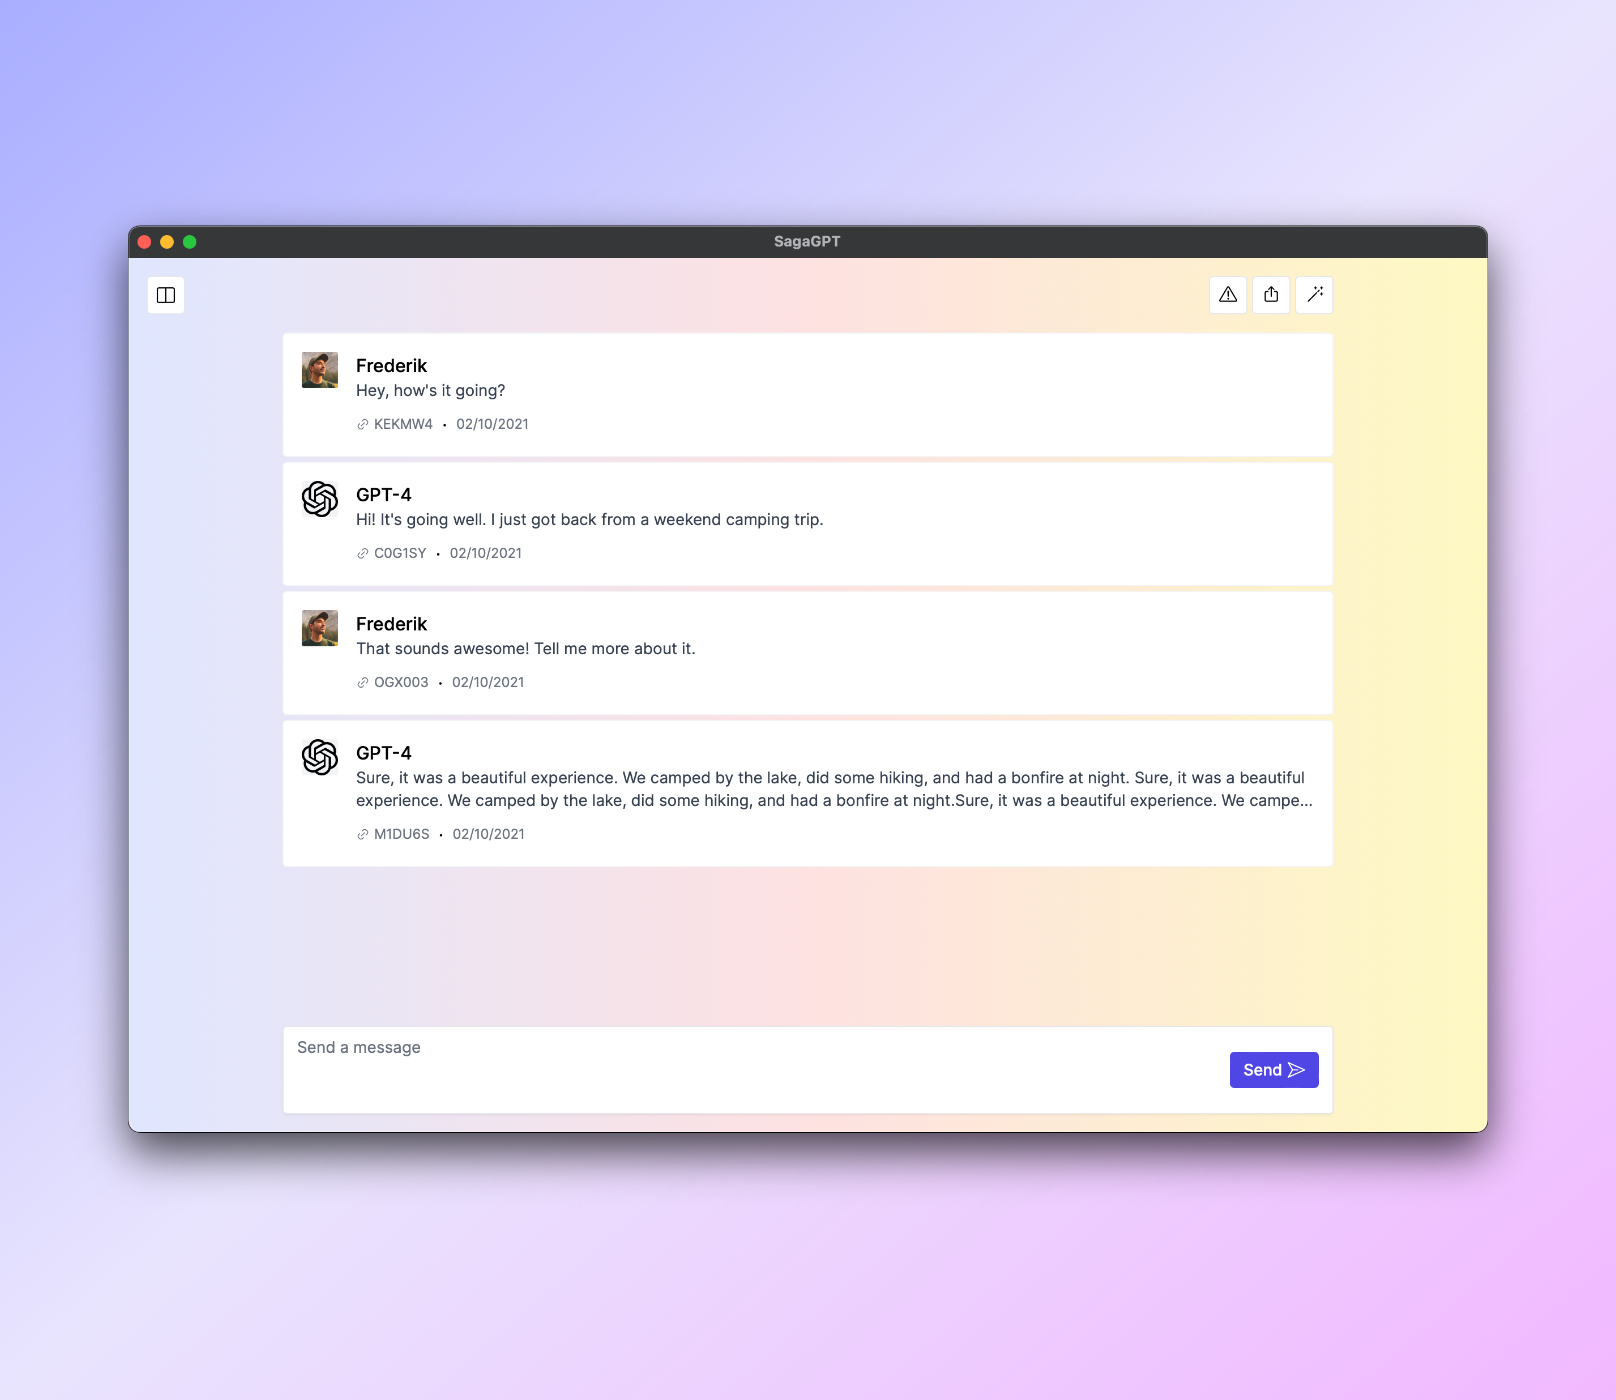 SagaGPT
Frederik
Hey, how's it going?
KEKMW4 • 02/10/2021
GPT-4
Hi! It's going well. I just got back from a weekend camping trip.
C0G1SY • 02/10/2021
Frederik
That sounds awesome! Tell me more about it.
OGX003 • 02/10/2021
GPT-4
Sure, it was a beautiful experience. We camped by the lake, did some hiking, and had a bonfire at night. Sure, it was a beautiful
experience. We camped by the lake, did some hiking, and had a bonfire at night.Sure, it was a beautiful experience. We campe...
M1DU6S • 02/10/2021
Send a message
Send